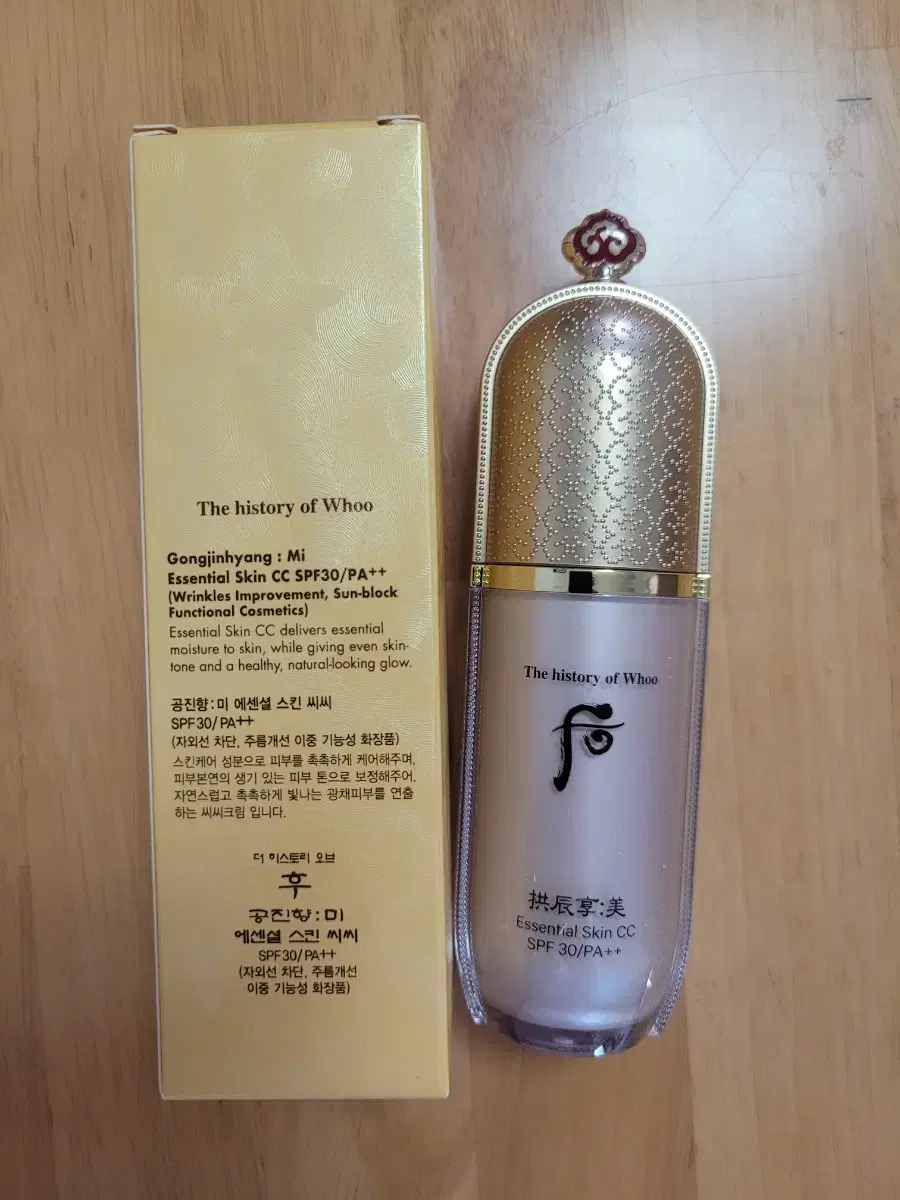 The history of Whoo
Gongjinhyang : Mi
Essential Skin CC SPF30/PA++
(Wrinkles Improvement, Sun-block
Functional Cosmetics)
Essential Skin CC delivers essential
moisture to skin, while giving even skin-
tone and a healthy, natural-looking glow.
공진향:미 에센셜 스킨 씨씨
SPF30/PA++
(자외선 차단, 주름개선 이중 기능성 화장품)
스킨케어 성분으로 피부를 촉촉하게 케어해주며,
피부본연의 생기 있는 피부 톤으로 보정해주어,
자연스럽고 촉촉하게 빛나는 광채피부를 연출
하는 씨씨크림 입니다.
더 히스토리 오브
후
공진향:미
에센셜 스킨 씨씨
SPF30/PA++
(자외선 차단, 주름개선
이중 기능성 화장품)
The history of Whoo
后
拱辰享:美
Essential Skin CC
SPF 30/PA++